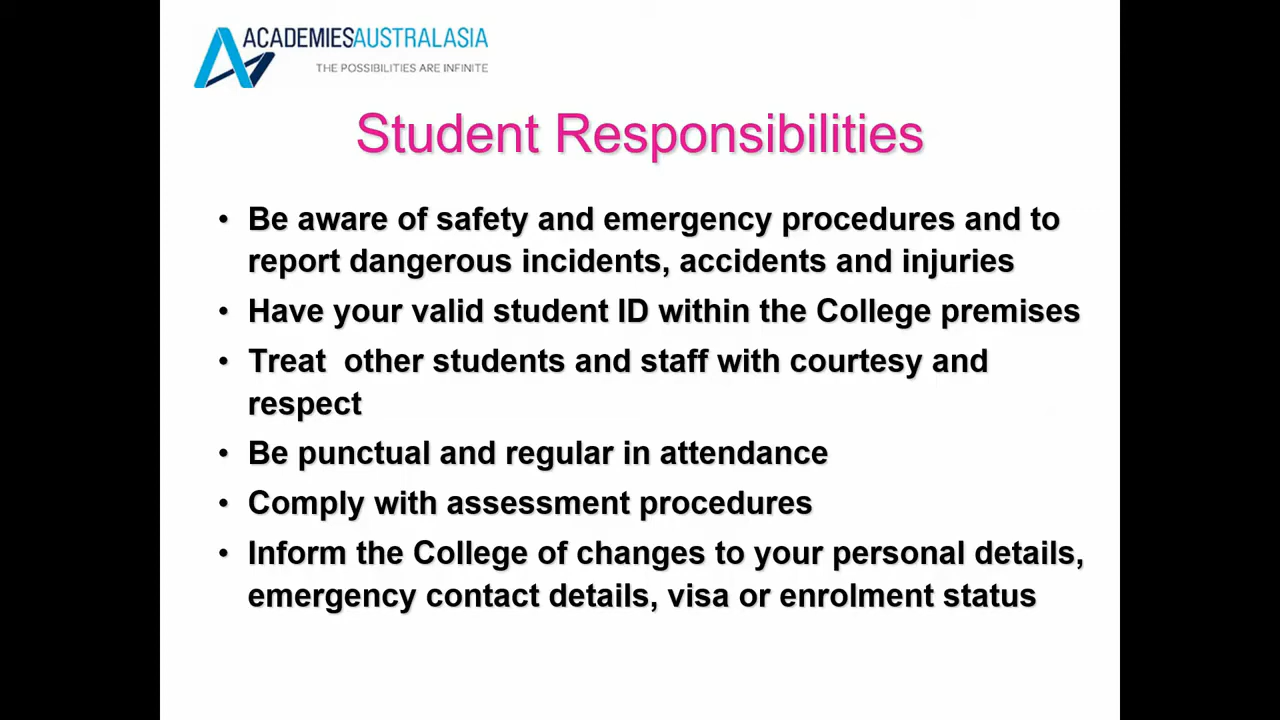 ACADEMIESAUSTRALASIA
THE POSSIBILITIES ARE INFINITE
Student Responsibilities
• Be aware of safety and emergency procedures and to
report dangerous incidents, accidents and injuries
• Have your valid student ID within the College premises
• Treat  other students and staff with courtesy and
respect
• Be punctual and regular in attendance
• Comply with assessment procedures
• Inform the College of changes to your personal details,
emergency contact details, visa or enrolment status